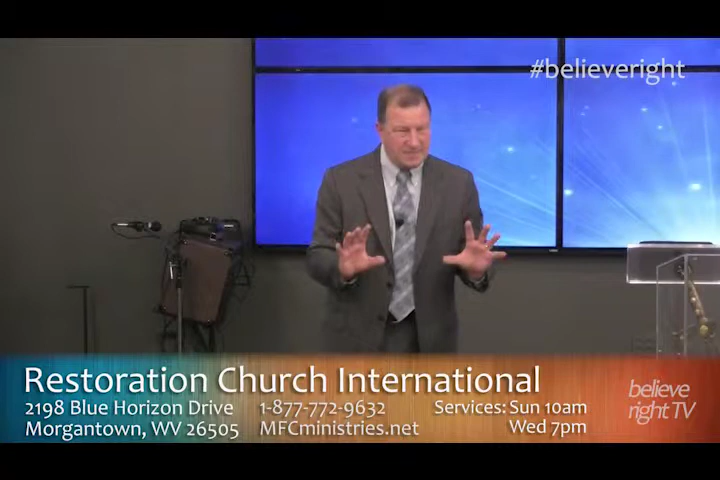 #believeright
Restoration Church International
2198 Blue Horizon Drive 1-877-772-9632 Services: Sun 10am
Morgantown, WV 26505 MFCministries.net Wed 7pm
believe
right TV